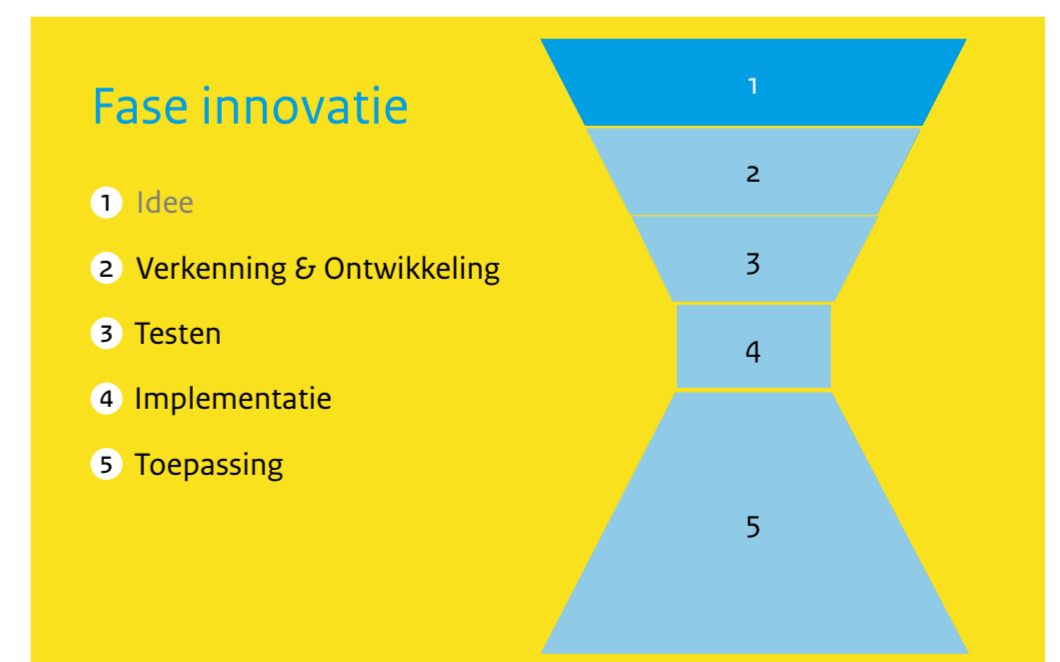 Fase innovatie
1 Idee
2 Verkenning & Ontwikkeling
3 Testen
4 Implementatie
5 Toepassing
1
2
3
4
5